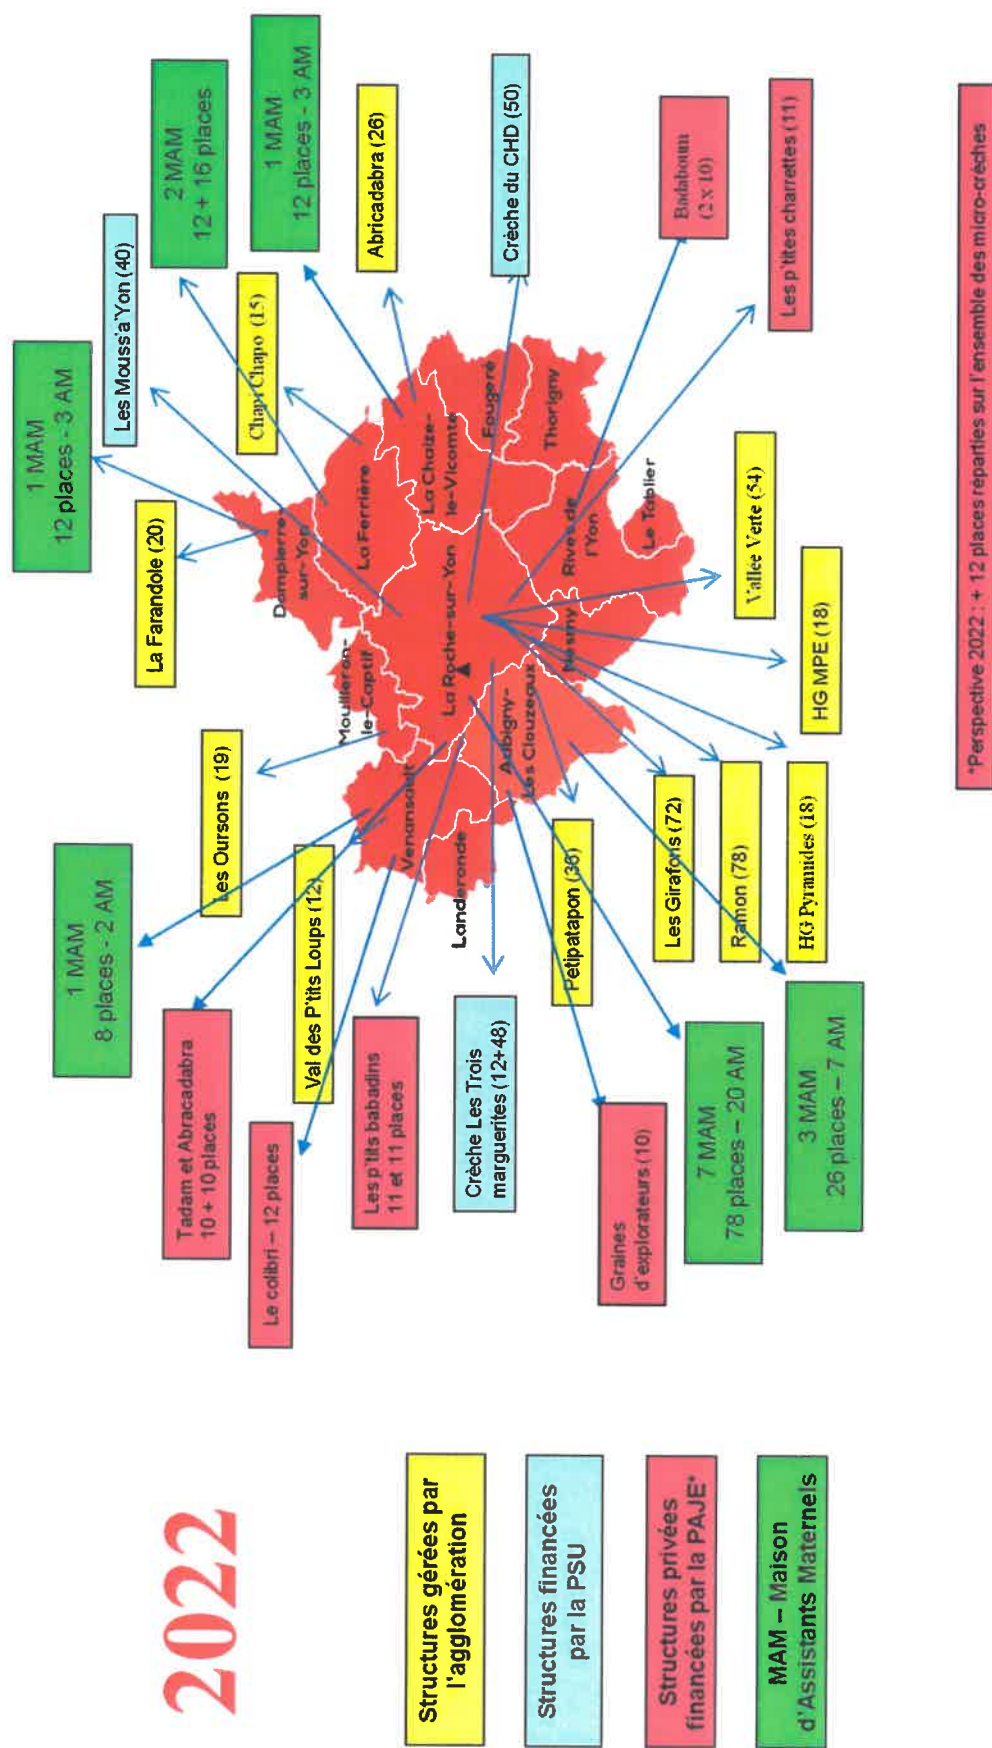 2022
Structures gérées par
l'agglomération
Structures financées
par la PSU
Structures privées
financées par la PAJE*
MAM – Maison
d'Assistants Maternels
1 MAM
8 places - 2 AM
Tadam et Abracadabra
10 + 10 places
Le colibri – 12 places
Les Oursons (19)
Val des P'tits Loups (12)
Les p'tits babadins
11 et 11 places
Crèche Les Trois
marguerites (12+48)
Graines
d'explorateurs (10)
7 MAM
78 places – 20 AM
3 MAM
26 places – 7 AM
Petipatapon (36)
Les Girafons (72)
Ramon (78)
HG Pyramides (18)
HG MPE (18)
Vallée Verte (54)
1 MAM
12 places - 3 AM
La Farandole (20)
Les Mouss'a'Yon (40)
2 MAM
12 + 16 places
Chapi Chapo (15)
1 MAM
12 places - 3 AM
Abricadabra (26)
Crèche du CHD (50)
Badaboum
(2 x 10)
Les p'tites charrettes (11)
Dompierre-
sur-Yon
La Ferrière
Mouilleron-
le-Captif
La Chaize-
le-Vicomte
La Roche-sur-Yon
Venansault
Landeronde
Aubigny-
Les Clouzeaux
Nesmy
Rives de
l'Yon
Le Tablier
Fougeré
Thorigny
*Perspective 2022 : + 12 places réparties sur l'ensemble des micro-crèches